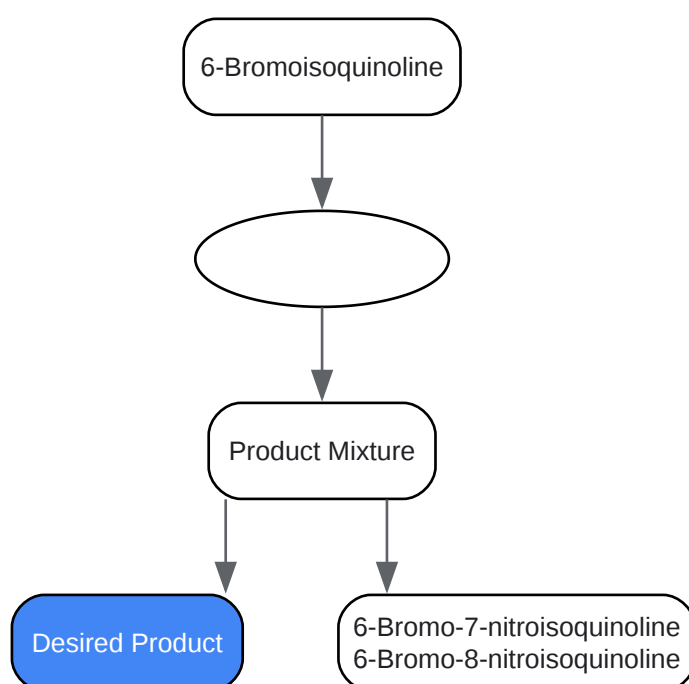 6-Bromoisoquinoline
Product Mixture
Desired Product
6-Bromo-7-nitroisoquinoline
6-Bromo-8-nitroisoquinoline